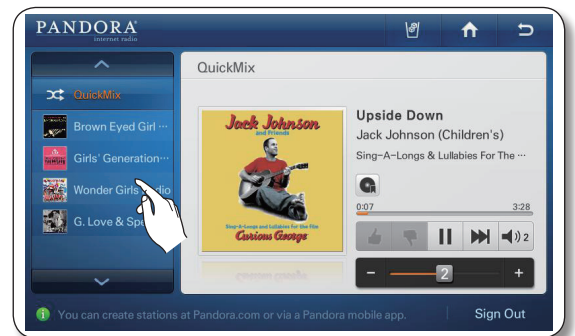 PANDORA®
internet radio
QuickMix
QuickMix
Brown Eyed Girl ···
Girls' Generation···
Wonder Girls
dio
G. Love & Spe
Jack Johnson
and Friends
Sing-A-Longs and Lullabies for the Film
Curious George
Upside Down
Jack Johnson (Children's)
Sing-A-Longs & Lullabies For The ···
0:07
3:28
2
-
2
+
You can create stations at Pandora.com or via a Pandora mobile app.
Sign Out